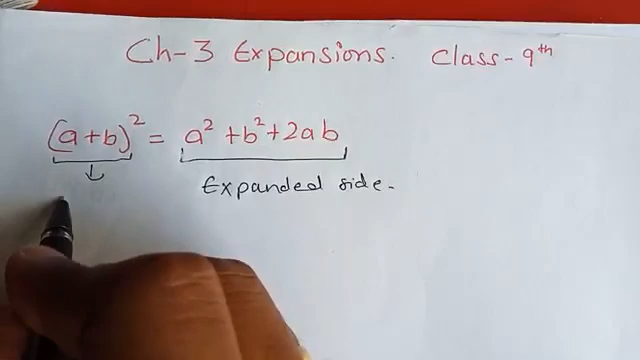 Ch-3 Expansions. Class-9th
(a+b)² = a² + b² + 2ab
Expanded side.